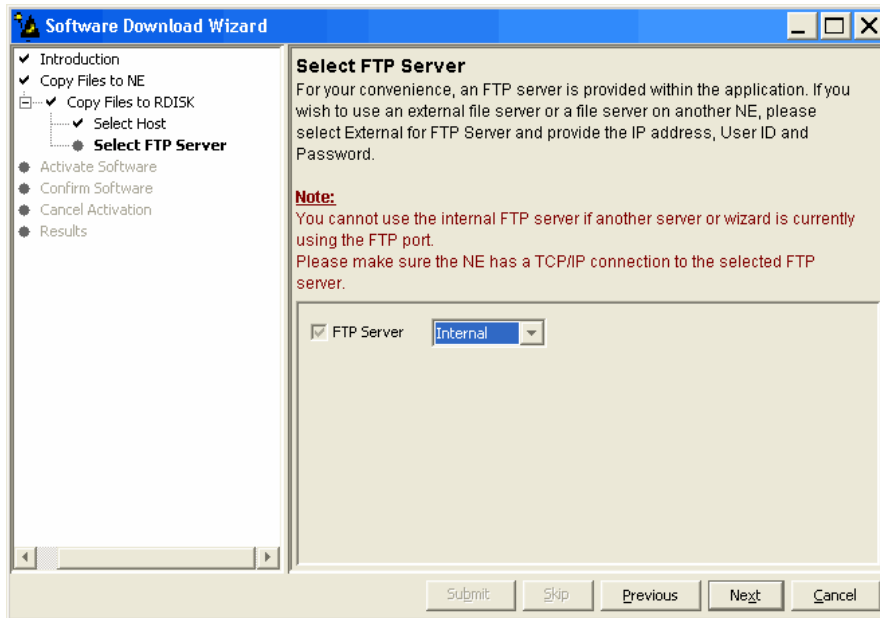 Software Download Wizard
Introduction
Copy Files to NE
Copy Files to RDISK
Select Host
Select FTP Server
Activate Software
Confirm Software
Cancel Activation
Results
Select FTP Server
For your convenience, an FTP server is provided within the application. If you
wish to use an external file server or a file server on another NE, please
select External for FTP Server and provide the IP address, User ID and
Password.
Note:
You cannot use the internal FTP server if another server or wizard is currently
using the FTP port.
Please make sure the NE has a TCP/IP connection to the selected FTP
server.
FTP Server Internal
Submit Skip Previous Next Cancel